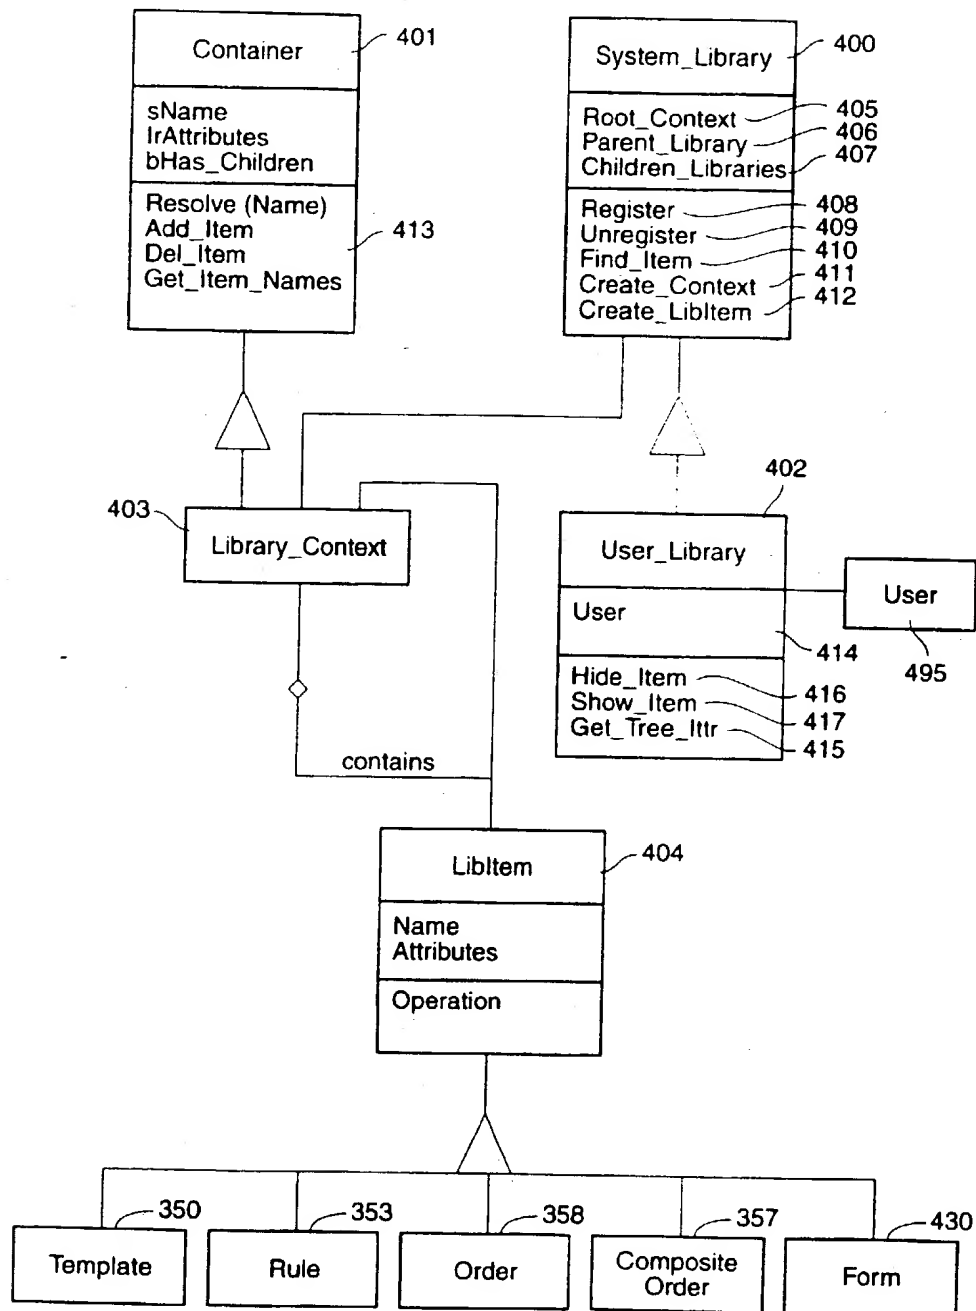 Container
401
sName
IrAttributes
bHas_Children
Resolve (Name)
Add_Item
Del_Item
Get_Item_Names
413
System_Library
400
Root_Context
405
Parent_Library
406
Children_Libraries
407
Register
408
Unregister
409
Find_Item
410
Create_Context
411
Create_LibItem
412
403
Library_Context
402
User_Library
User
414
Hide_Item
416
Show_Item
417
Get_Tree_Ittr
415
User
495
contains
LibItem
404
Name
Attributes
Operation
350
Template
353
Rule
358
Order
357
Composite
Order
430
Form